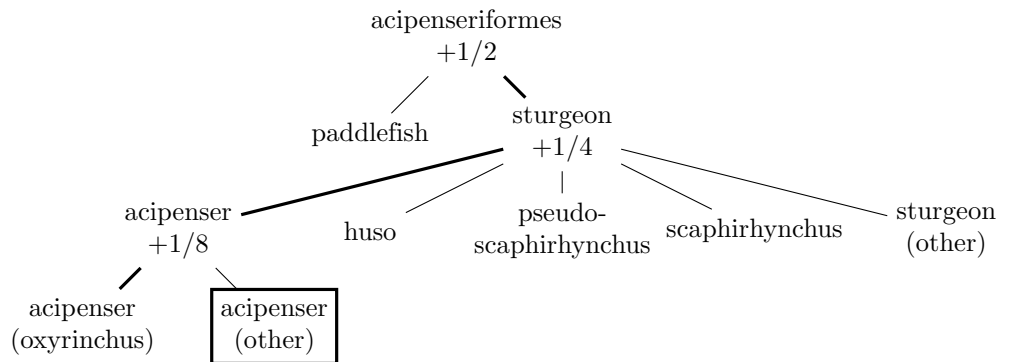 acipenseriformes
+1/2
paddlefish
sturgeon
+1/4
acipenser
+1/8
huso
pseudo-
scaphirhynchus
scaphirhynchus
sturgeon
(other)
acipenser
(oxyrinchus)
acipenser
(other)